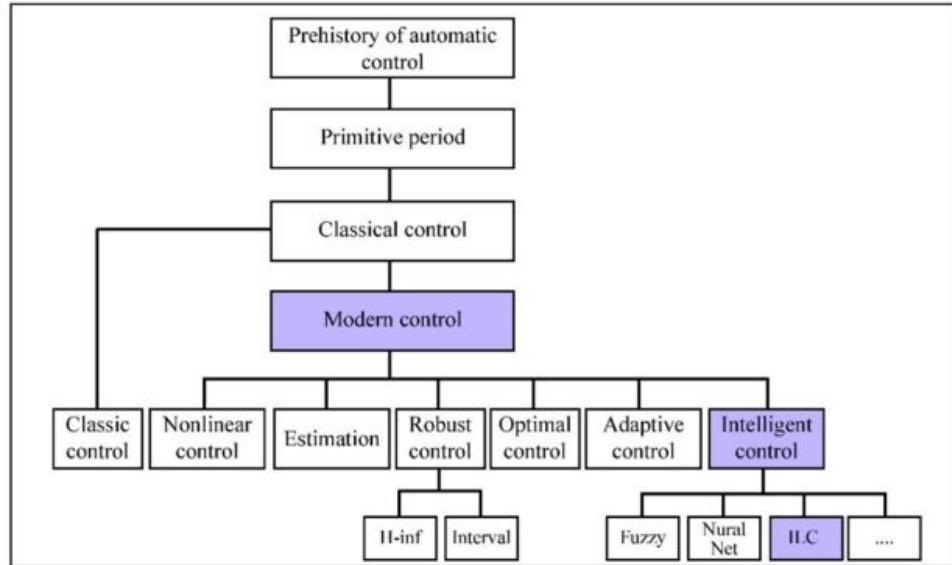 Prehistory of automatic
control
Primitive period
Classical control
Modern control
Classic
control
Nonlinear
control
Estimation
Robust
control
Optimal
control
Adaptive
control
Intelligent
control
H-inf
Interval
Fuzzy
Nural
Net
ILC
....